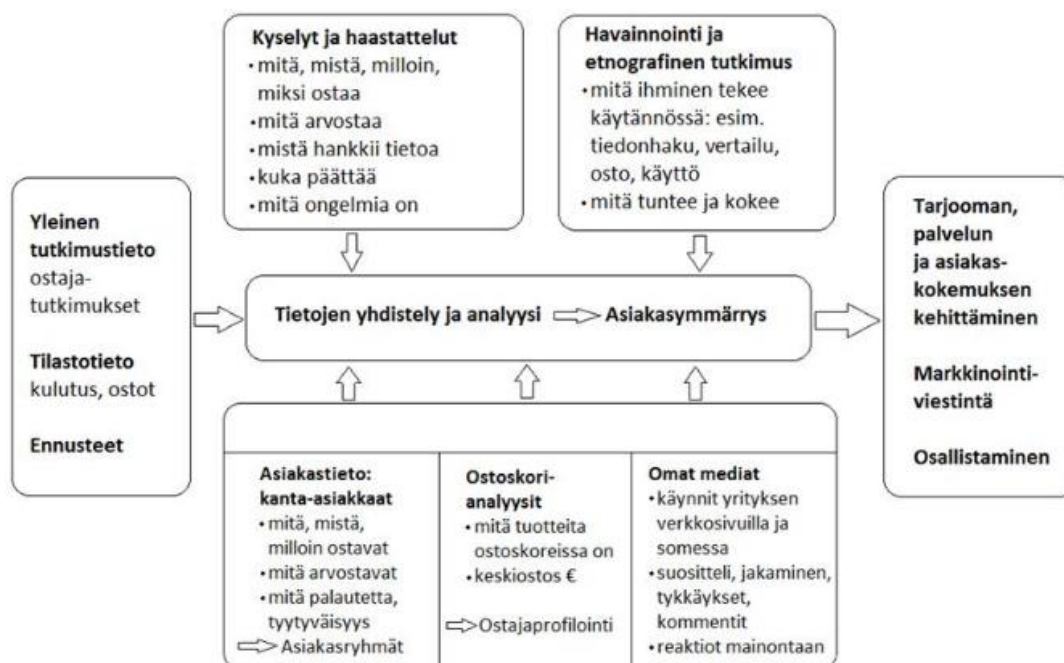 Kyselyt ja haastattelut
• mitä, mistä, milloin,
miksi ostaa
• mitä arvostaa
• mistä hankkii tietoa
• kuka päättää
• mitä ongelmia on
Havainnointi ja
etnografinen tutkimus
• mitä ihminen tekee
käytännössä: esim.
tiedonhaku, vertailu,
osto, käyttö
• mitä tuntee ja kokee
Yleinen
tutkimustieto
ostaja-
tutkimukset
Tilastotieto
kulutus, ostot
Ennusteet
Tietojen yhdistely ja analyysi ⇨ Asiakasymmärrys
Tarjooman,
palvelun
ja asiakas-
kokemuksen
kehittäminen
Markkinointi-
viestintä
Osallistaminen
Asiakastieto:
kanta-asiakkaat
• mitä, mistä,
milloin ostavat
• mitä arvostavat
• mitä palautetta,
tyytyväisyys
⇨ Asiakasryhmät
Ostoskori-
analyysit
• mitä tuotteita
ostoskoreissa on
• keskiostos €
⇨ Ostajaprofilointi
Omat mediat
• käynnit yrityksen
verkkosivuilla ja
somessa
• suositteli, jakaminen,
tykkäykset,
kommentit
• reaktiot mainontaan